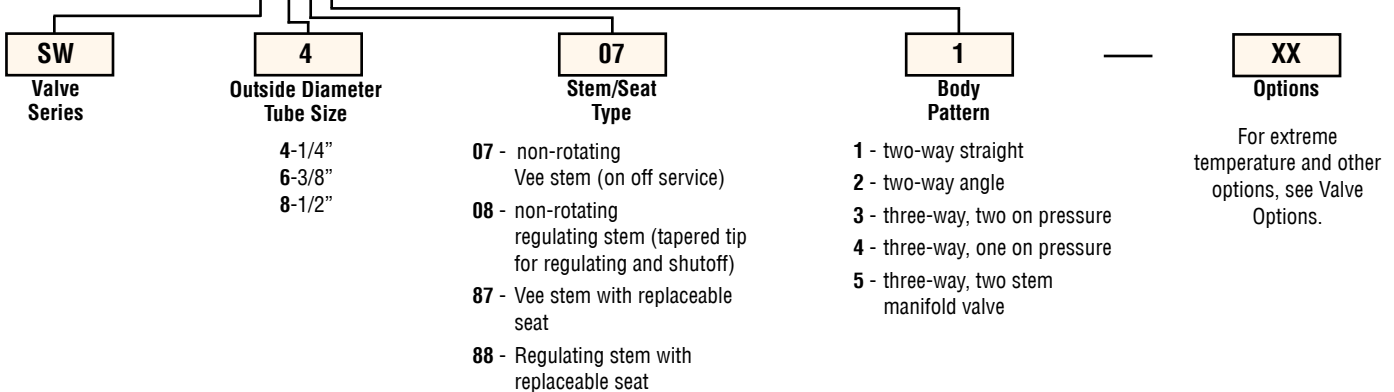 SW
Valve
Series
4
Outside Diameter
Tube Size
4-1/4”
6-3/8”
8-1/2”
07
Stem/Seat
Type
07 - non-rotating
Vee stem (on off service)
08 - non-rotating
regulating stem (tapered tip
for regulating and shutoff)
87 - Vee stem with replaceable
seat
88 - Regulating stem with
replaceable seat
1
Body
Pattern
1 - two-way straight
2 - two-way angle
3 - three-way, two on pressure
4 - three-way, one on pressure
5 - three-way, two stem
manifold valve
—
XX
Options
For extreme
temperature and other
options, see Valve
Options.